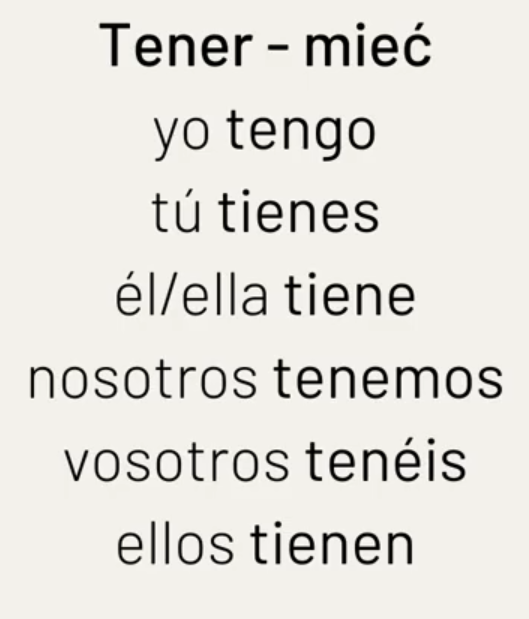 Tener - mieć
yo tengo
tú tienes
él/ella tiene
nosotros tenemos
vosotros tenéis
ellos tienen